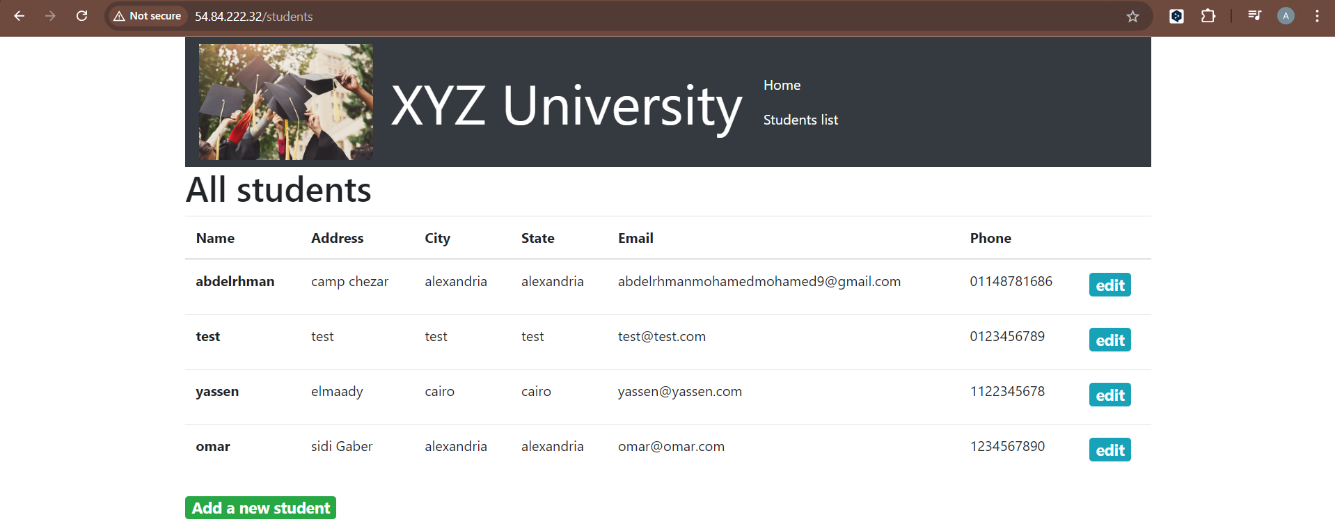 Not secure 54.84.222.32/students
A
XYZ University
Home
Students list
All students
Name Address City State Email Phone
abdelrhman camp chezar alexandria alexandria abdelrhmanmohamedmohamed9@gmail.com 01148781686 edit
test test test test test@test.com 0123456789 edit
yassen elmaady cairo cairo yassen@yassen.com 1122345678 edit
omar sidi Gaber alexandria alexandria omar@omar.com 1234567890 edit
Add a new student